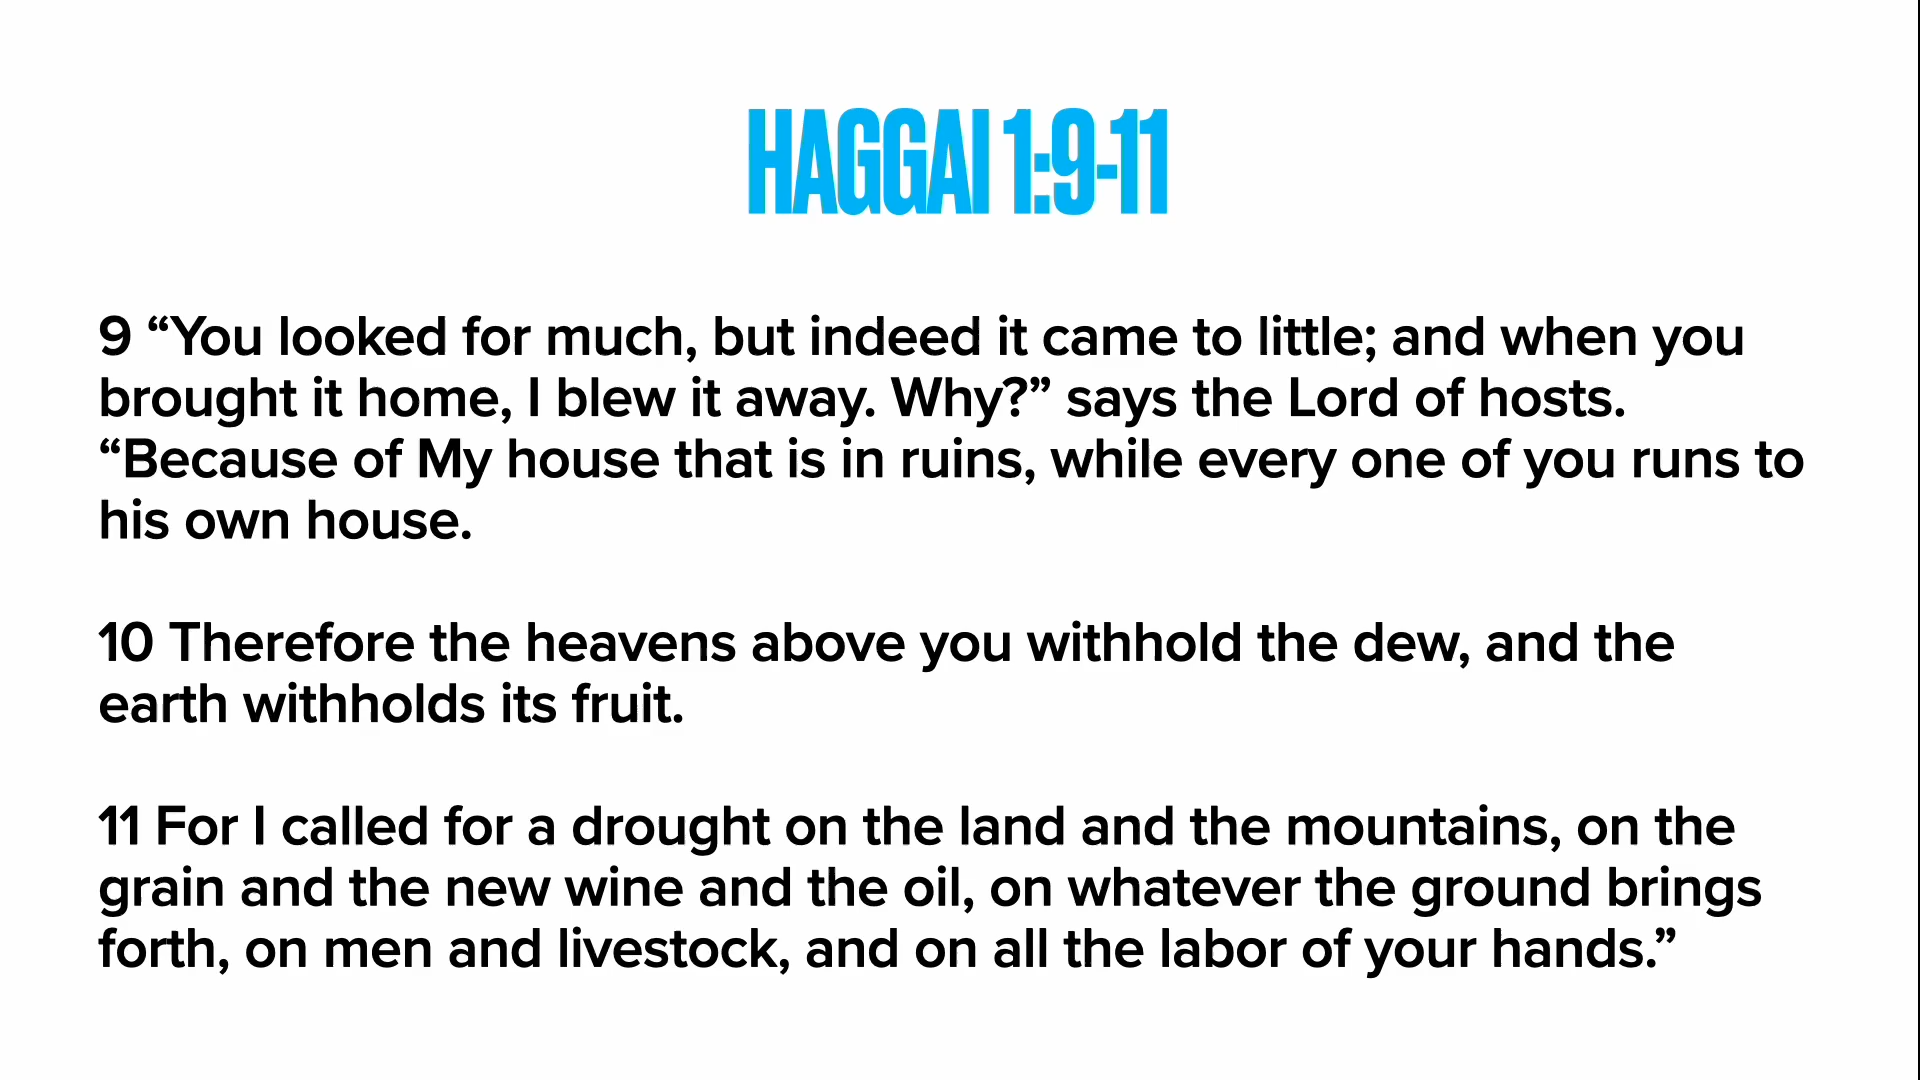 HAGGAI 1:9-11
9 “You looked for much, but indeed it came to little; and when you
brought it home, I blew it away. Why?” says the Lord of hosts.
“Because of My house that is in ruins, while every one of you runs to
his own house.
10 Therefore the heavens above you withhold the dew, and the
earth withholds its fruit.
11 For I called for a drought on the land and the mountains, on the
grain and the new wine and the oil, on whatever the ground brings
forth, on men and livestock, and on all the labor of your hands.”